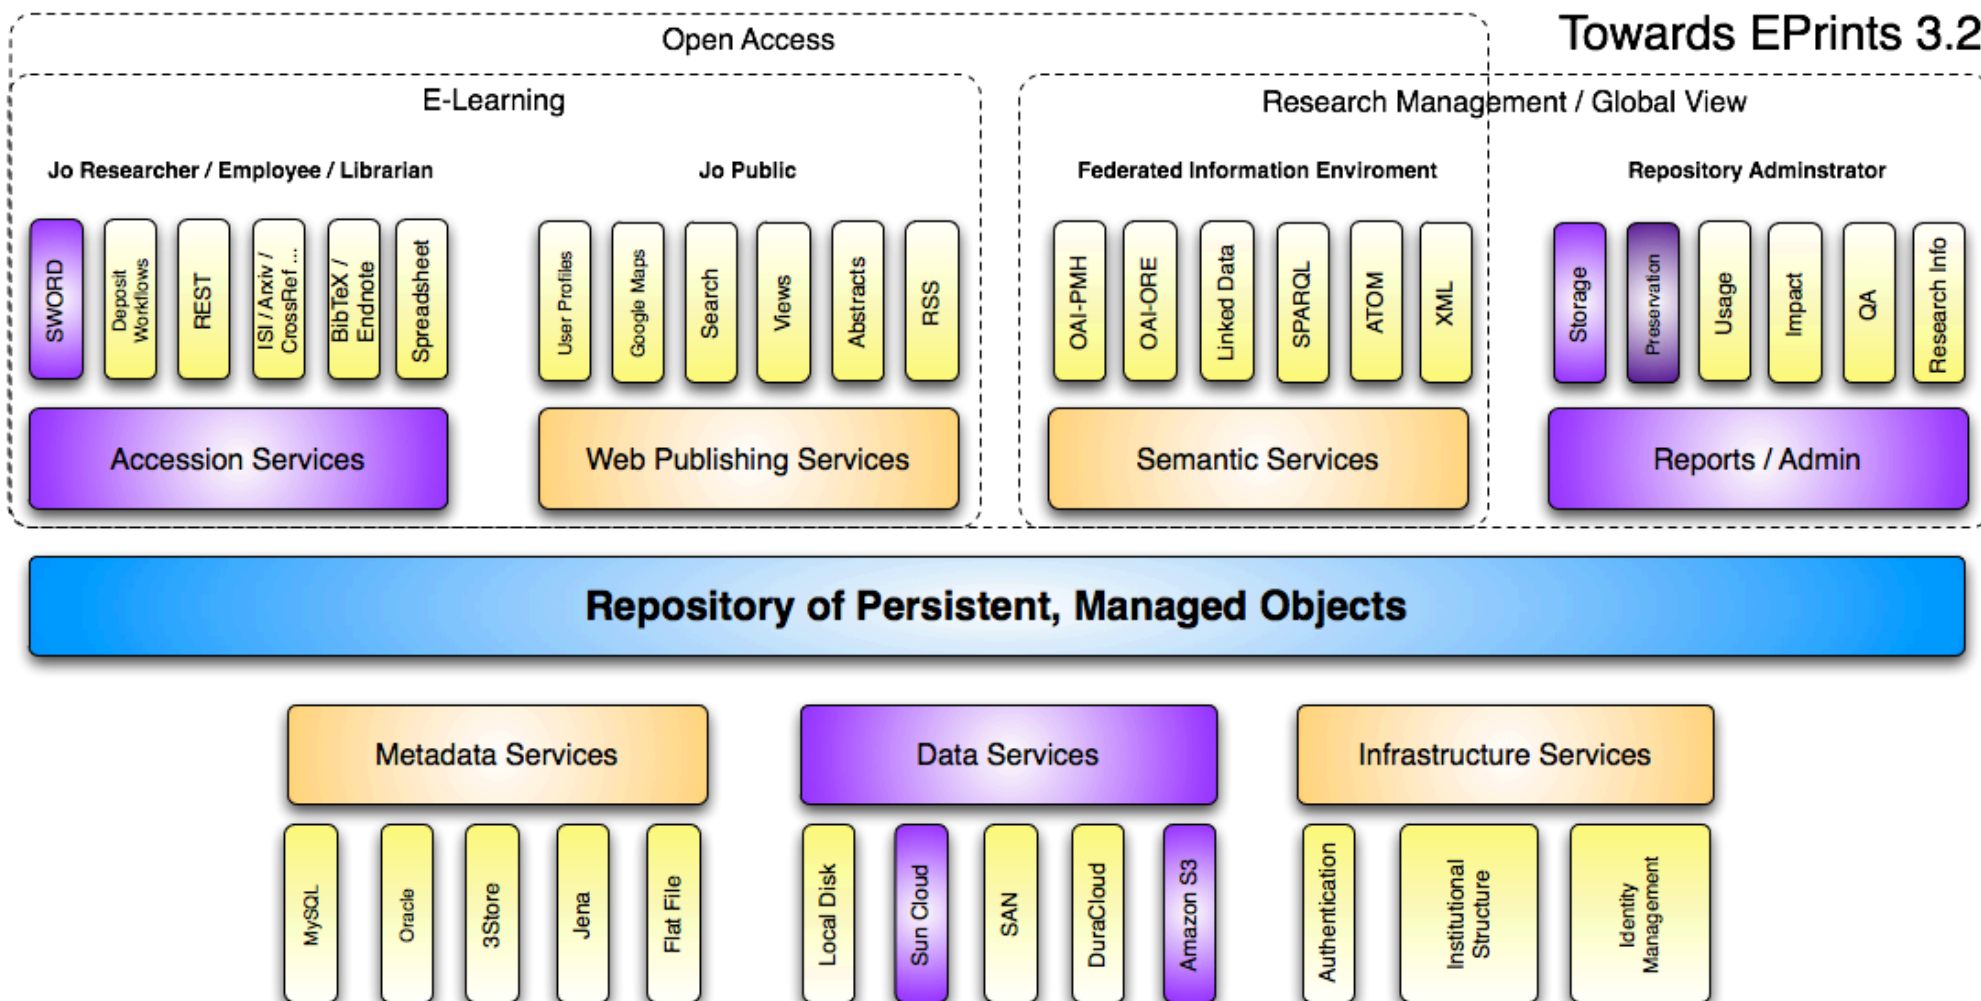 Towards EPrints 3.2
Open Access
E-Learning
Research Management / Global View
Jo Researcher / Employee / Librarian
Jo Public
Federated Information Enviroment
Repository Adminstrator
SWORD
Deposit
Workflows
REST
ISI / Arxiv /
CrossRef ...
BibTeX /
Endnote
Spreadsheet
User Profiles
Google Maps
Search
Views
Abstracts
RSS
OAI-PMH
OAI-ORE
Linked Data
SPARQL
ATOM
XML
Storage
Preservation
Usage
Impact
QA
Research Info
Accession Services
Web Publishing Services
Semantic Services
Reports / Admin
Repository of Persistent, Managed Objects
Metadata Services
Data Services
Infrastructure Services
MySQL
Oracle
3Store
Jena
Flat File
Local Disk
Sun Cloud
SAN
DuraCloud
Amazon S3
Authentication
Institutional
Structure
Identity
Management